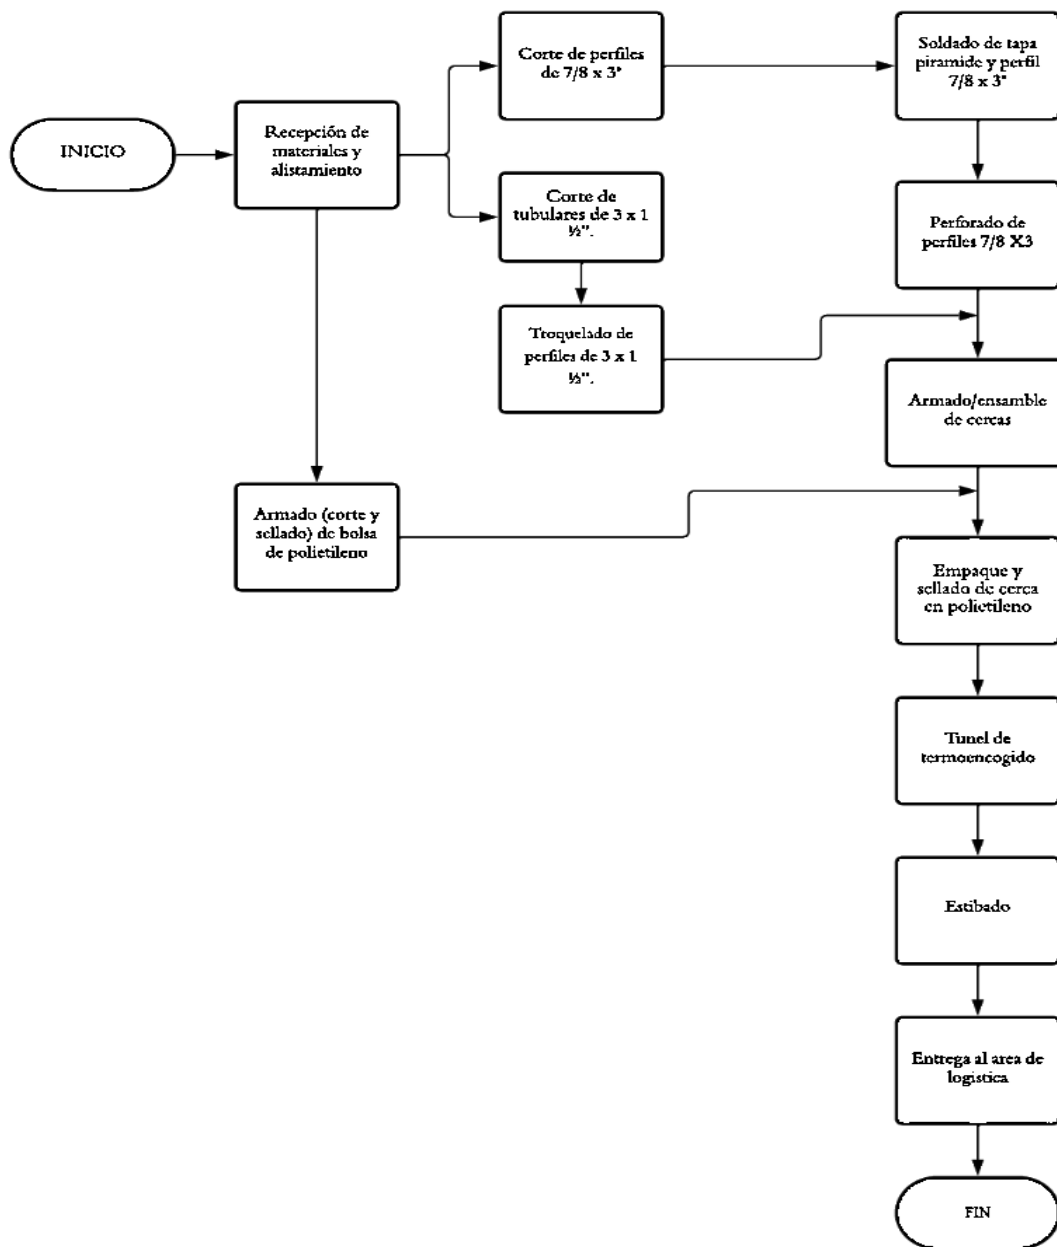 INICIO
Recepción de
materiales y
alistamiento
Corte de perfiles
de 7/8 x 3"
Soldado de tapa
piramide y perfil
7/8 x 3"
Corte de
tubulares de 3 x 1
½".
Perforado de
perfiles 7/8 X3
Troquelado de
perfiles de 3 x 1
½".
Armado/ensamble
de cercas
Armado (corte y
sellado) de bolsa
de polietileno
Empaque y
sellado de cerca
en polietileno
Tunel de
termoencogido
Estibado
Entrega al area de
logistica
FIN